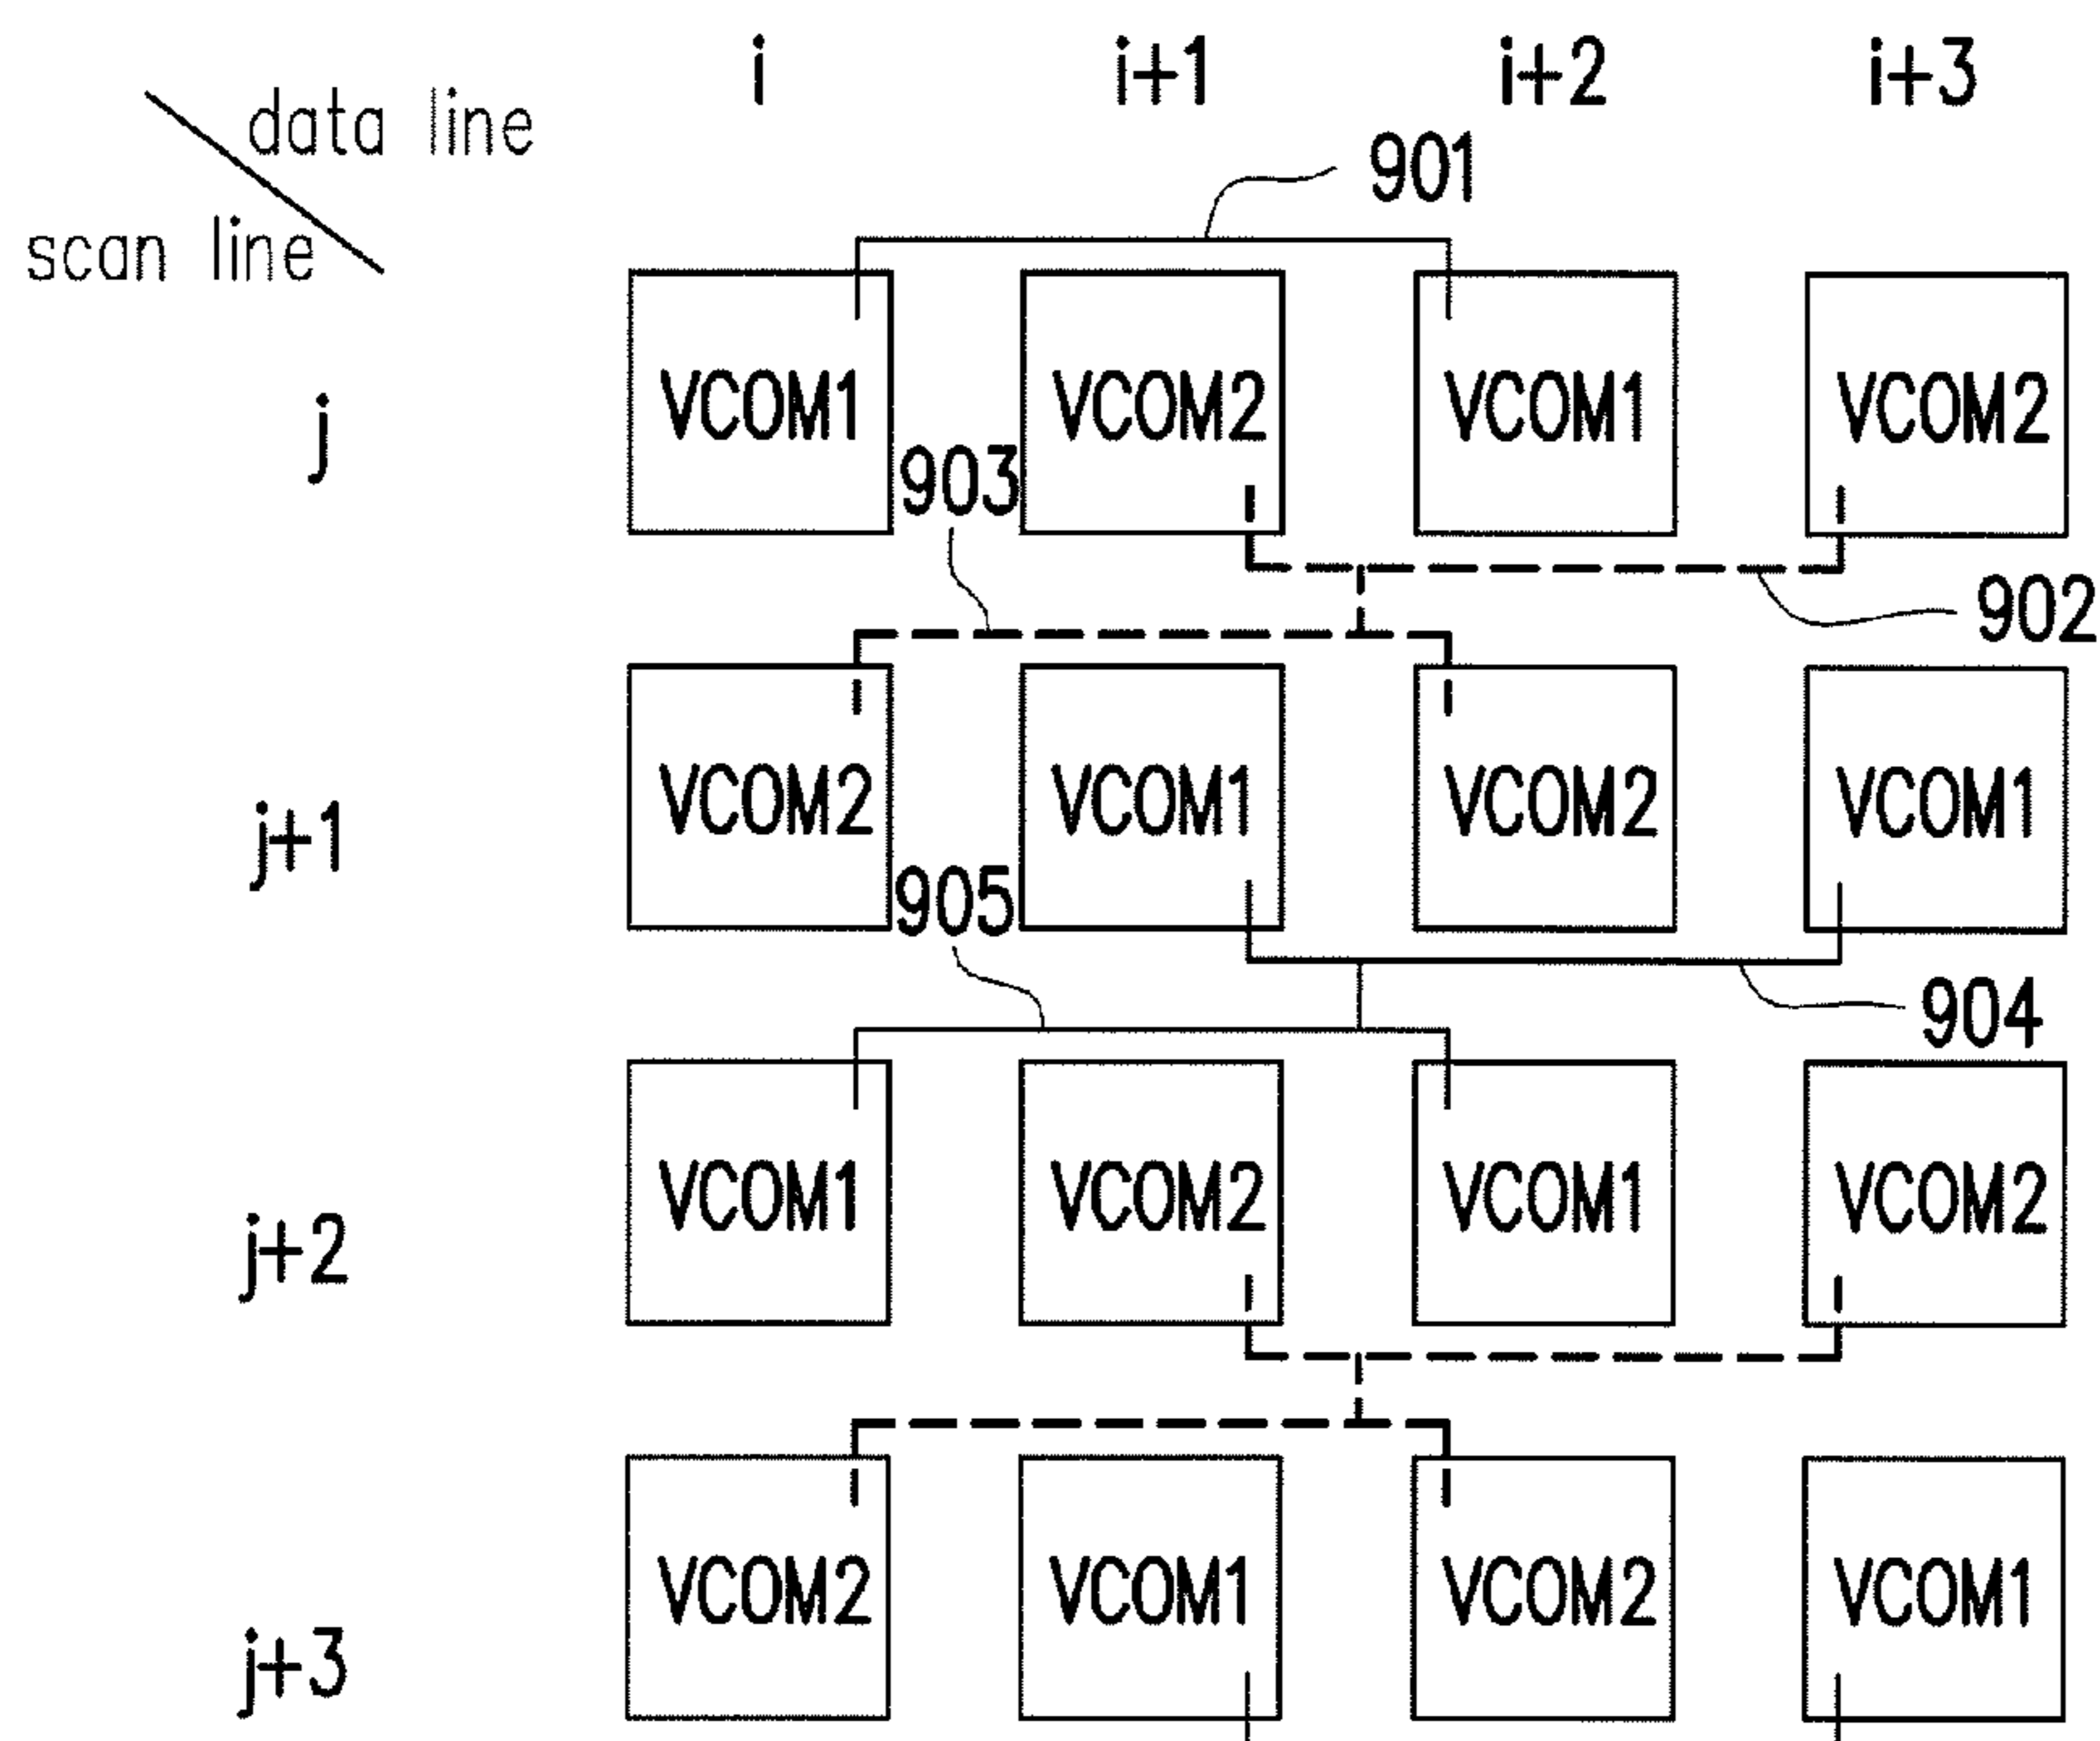 i i+1 i+2 i+3
data line
scan line
901
j VCOM1 VCOM2 VCOM1 VCOM2
903
902
j+1 VCOM2 VCOM1 VCOM2 VCOM1
905
904
j+2 VCOM1 VCOM2 VCOM1 VCOM2
j+3 VCOM2 VCOM1 VCOM2 VCOM1